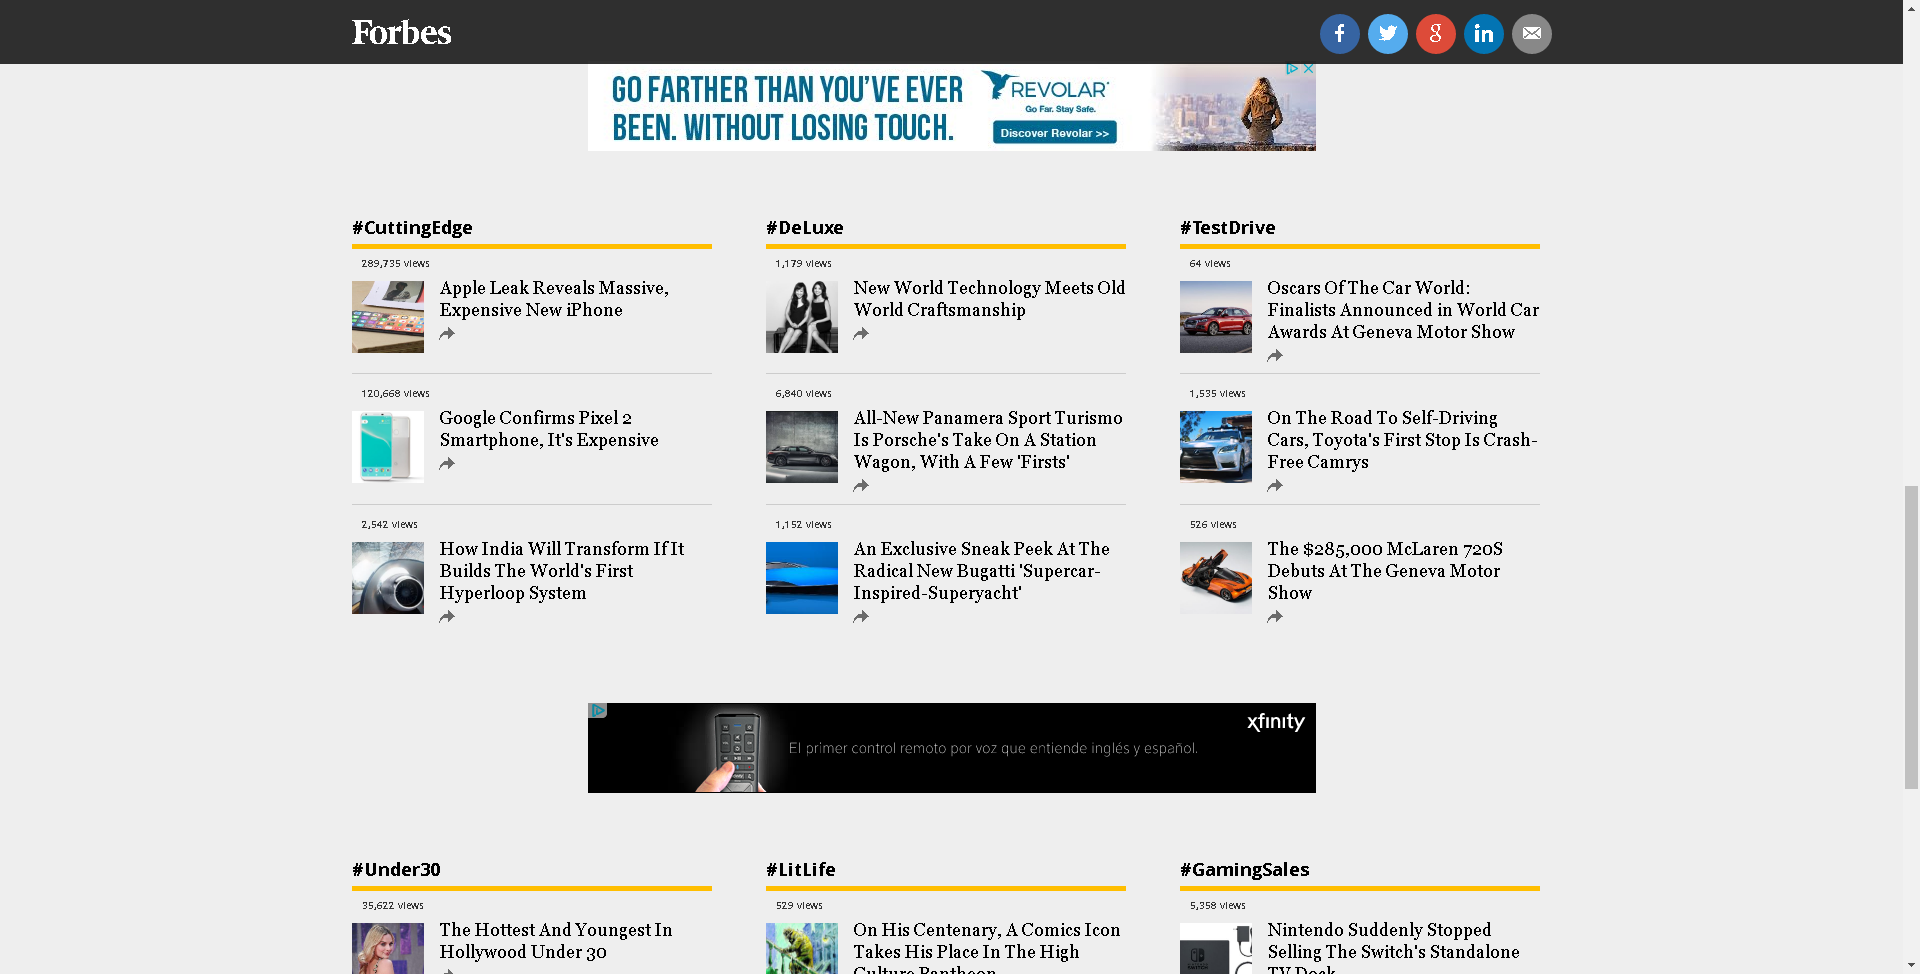 Forbes
GO FARTHER THAN YOU'VE EVER
BEEN. WITHOUT LOSING TOUCH.
REVOLAR
Go Far. Stay Safe.
Discover Revolar >>
#CuttingEdge
289,735 views
Apple Leak Reveals Massive,
Expensive New iPhone
120,668 views
Google Confirms Pixel 2
Smartphone, It's Expensive
2,542 views
How India Will Transform If It
Builds The World's First
Hyperloop System
#DeLuxe
1,179 views
New World Technology Meets Old
World Craftsmanship
6,840 views
All-New Panamera Sport Turismo
Is Porsche's Take On A Station
Wagon, With A Few 'Firsts'
1,152 views
An Exclusive Sneak Peek At The
Radical New Bugatti 'Supercar-
Inspired-Superyacht'
#TestDrive
64 views
Oscars Of The Car World:
Finalists Announced in World Car
Awards At Geneva Motor Show
1,535 views
On The Road To Self-Driving
Cars, Toyota's First Stop Is Crash-
Free Camrys
526 views
The $285,000 McLaren 720S
Debuts At The Geneva Motor
Show
El primer control remoto por voz que entiende inglés y español.
xfinity
#Under30
35,622 views
The Hottest And Youngest In
Hollywood Under 30
#LitLife
529 views
On His Centenary, A Comics Icon
Takes His Place In The High
Culture Pantheon
#GamingSales
5,358 views
Nintendo Suddenly Stopped
Selling The Switch's Standalone
TV Dock